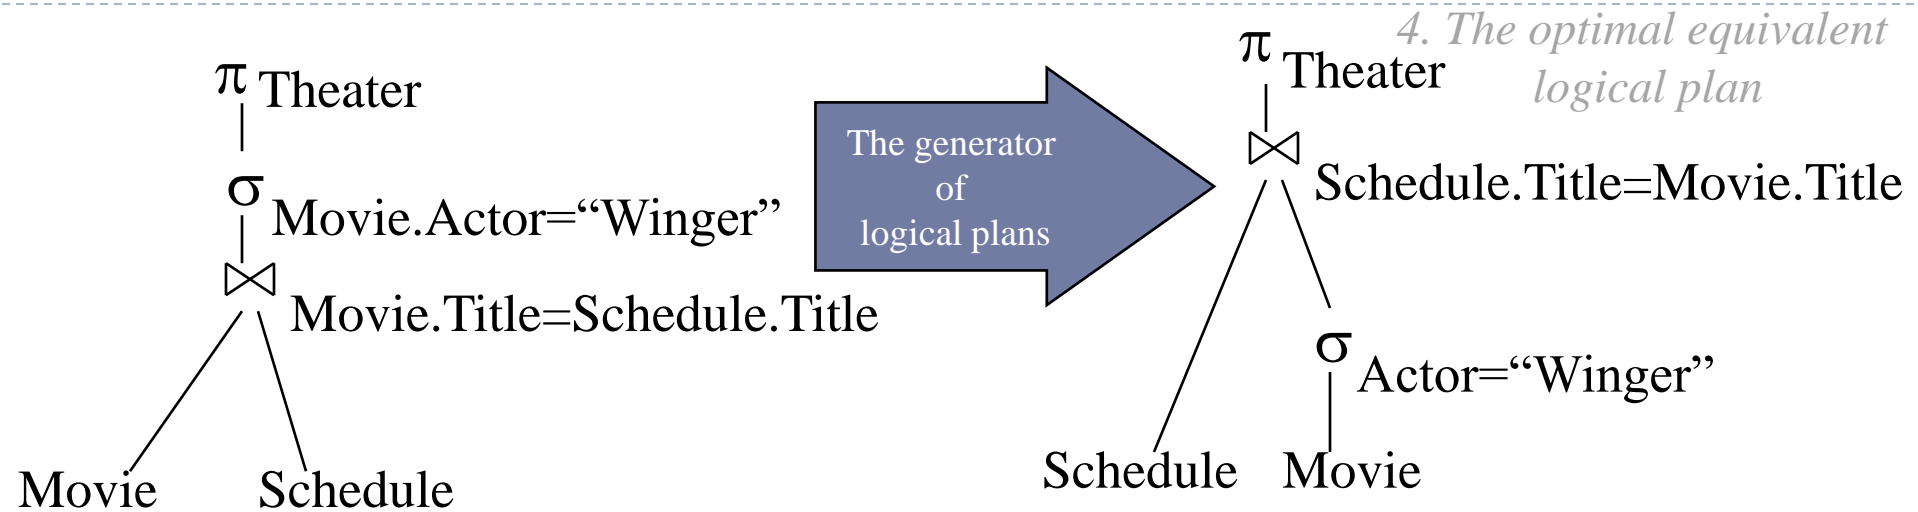 4. The optimal equivalent
logical plan
π Theater
σ Movie.Actor=“Winger”
⋈ Movie.Title=Schedule.Title
Movie Schedule
The generator
of
logical plans
π Theater
⋈ Schedule.Title=Movie.Title
σ Actor=“Winger”
Schedule Movie